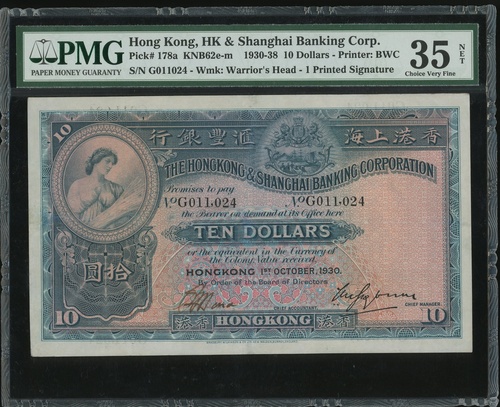 PMG
PAPER MONEY GUARANTY
Hong Kong, HK & Shanghai Banking Corp.
Pick# 178a KNB62e-m 1930-38 10 Dollars - Printer: BWC
S/N G011024 - Wmk: Warrior's Head - 1 Printed Signature
35 NET
Choice Very Fine
10
行銀豐滙 海上港香
THE HONGKONG & SHANGHAI BANKING CORPORATION
Promises to pay
No G011,024 No G011,024
the Bearer on demand at its Office here
TEN DOLLARS
or the equivalent in the Currency of
the Colony, Value received.
HONGKONG 1ST OCTOBER, 1930.
By Order of the Board of Directors
圓拾
CHIEF ACCOUNTANT
CHIEF MANAGER
10 HONGKONG 10